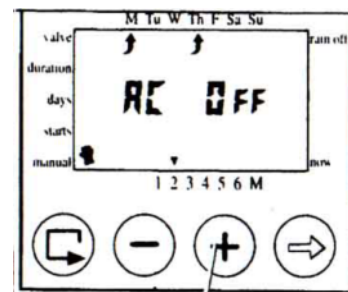 M Tu W Th F Sa Su
valve
rain off
duration
days
AC OFF
starts
manual
now
1 2 3 4 5 6 M